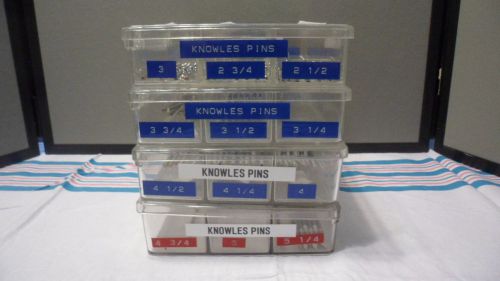 KNOWLES PINS
3 2 3/4 2 1/2
KNOWLES PINS
3 3/4 3 1/2 3 1/4
KNOWLES PINS
4 1/2 4 1/4 4
KNOWLES PINS
4 3/4 5 5 1/4